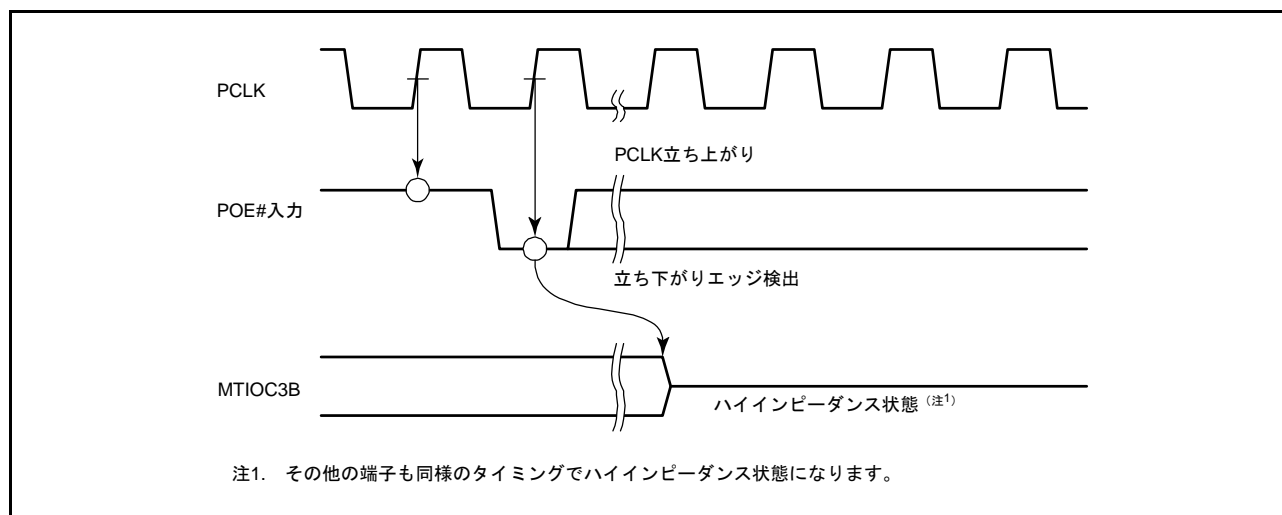 PCLK
PCLK立ち上がり
POE#入力
立ち下がりエッジ検出
MTIOC3B
ハイインピーダンス状態（注1）
注1. その他の端子も同様のタイミングでハイインピーダンス状態になります。